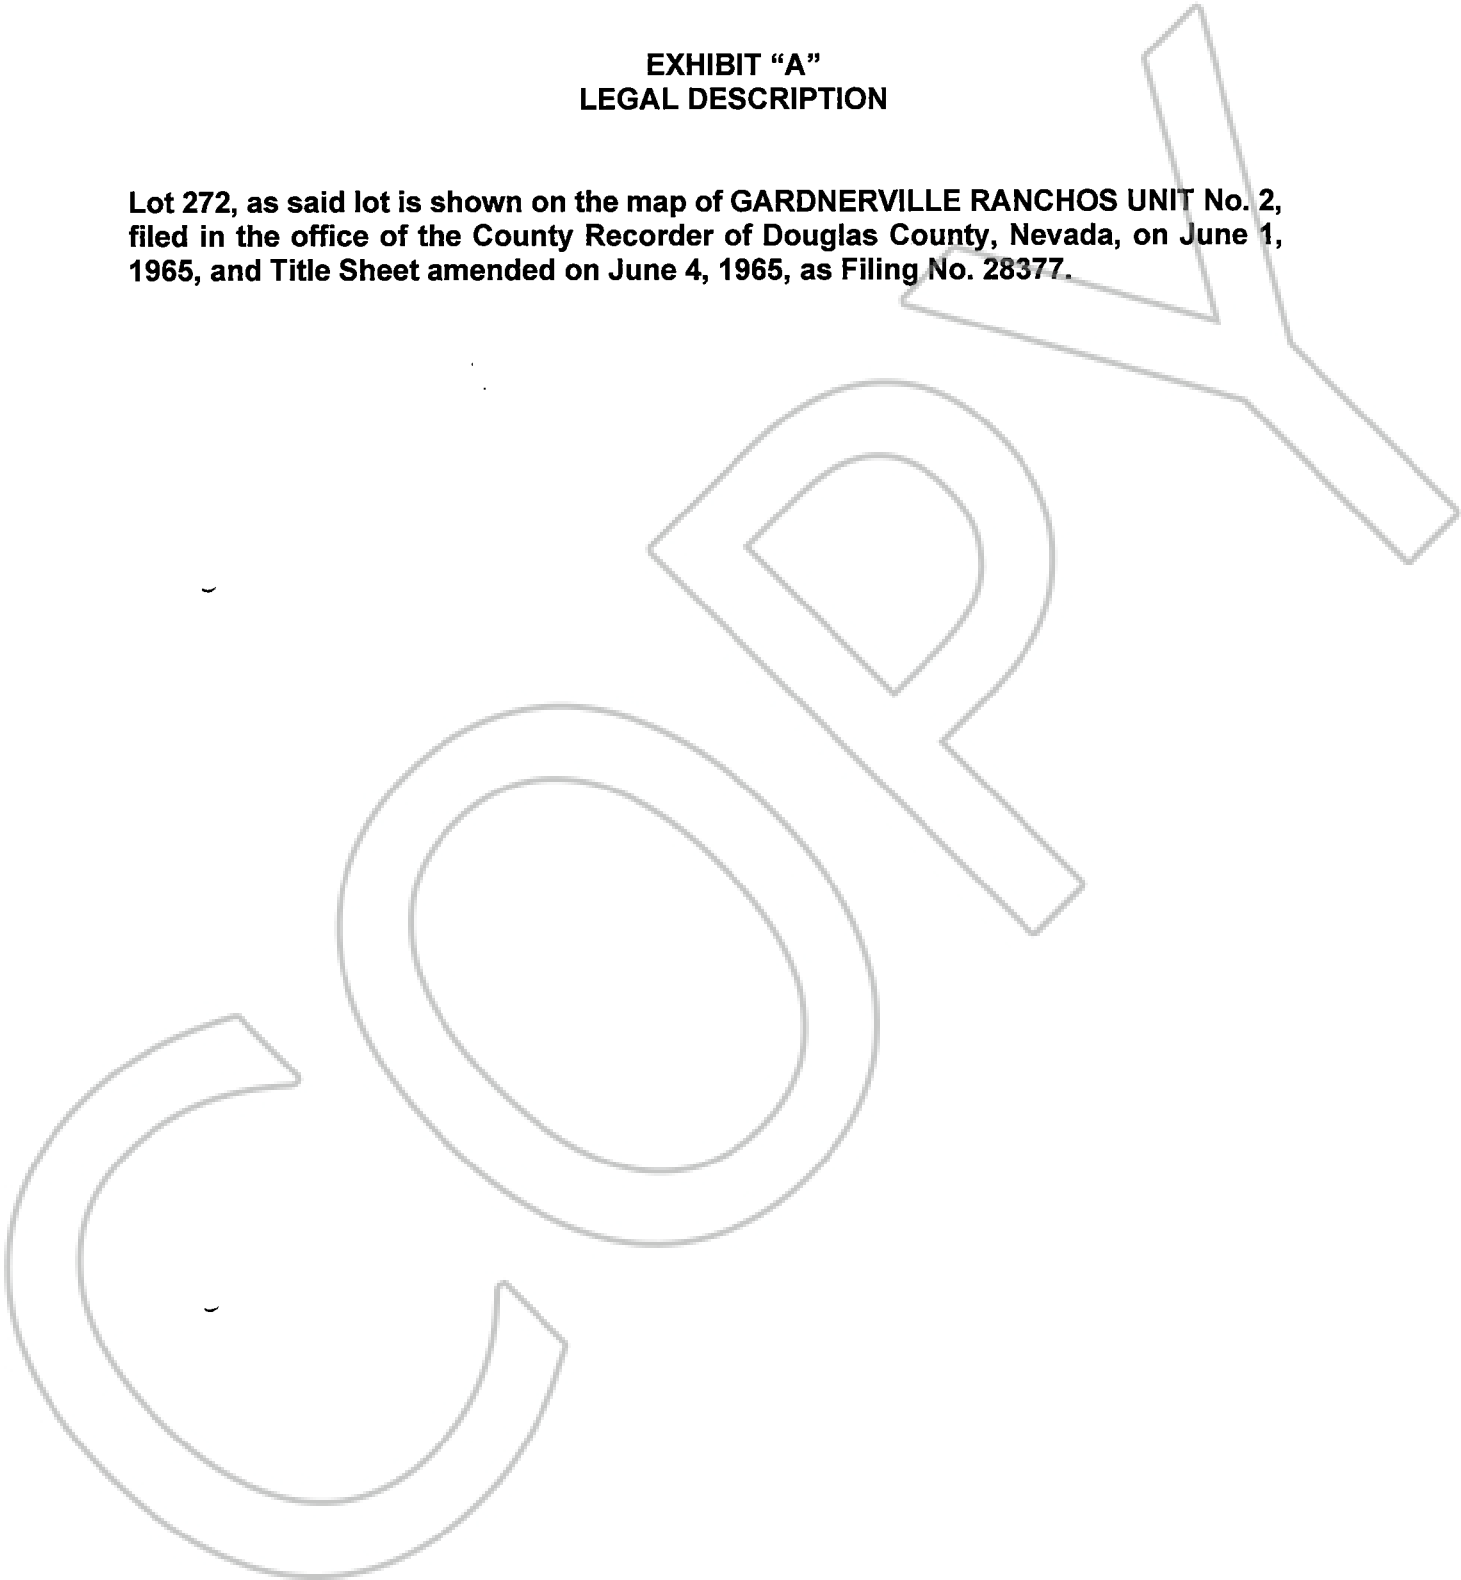 EXHIBIT “A”
LEGAL DESCRIPTION
Lot 272, as said lot is shown on the map of GARDNERVILLE RANCHOS UNIT No. 2,
filed in the office of the County Recorder of Douglas County, Nevada, on June 1,
1965, and Title Sheet amended on June 4, 1965, as Filing No. 28377.
COPY